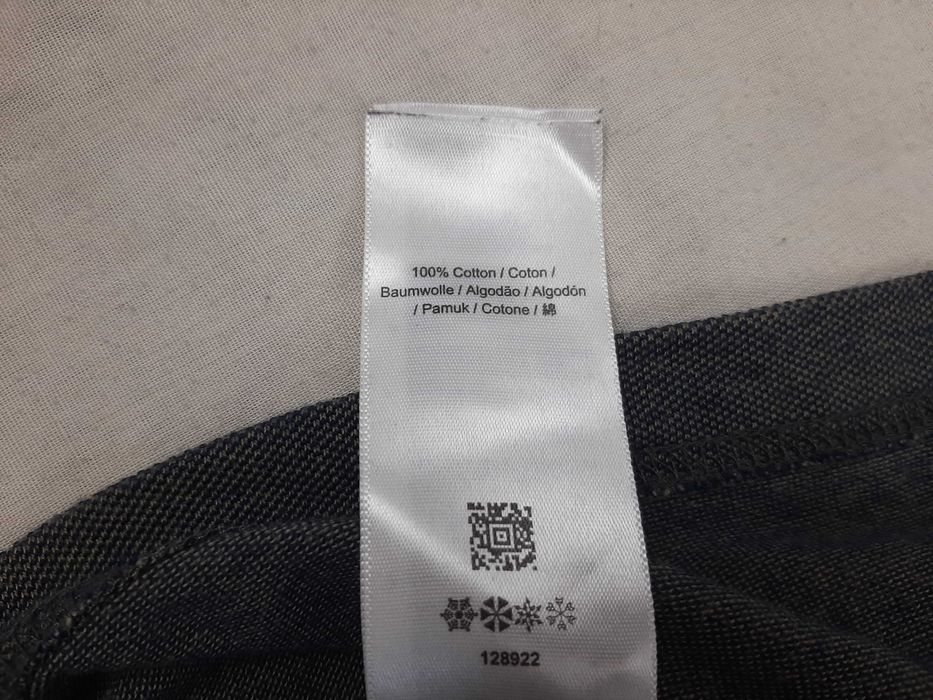 100% Cotton / Coton /
Baumwolle / Algodão / Algodón
/ Pamuk / Cotone / 綿
128922